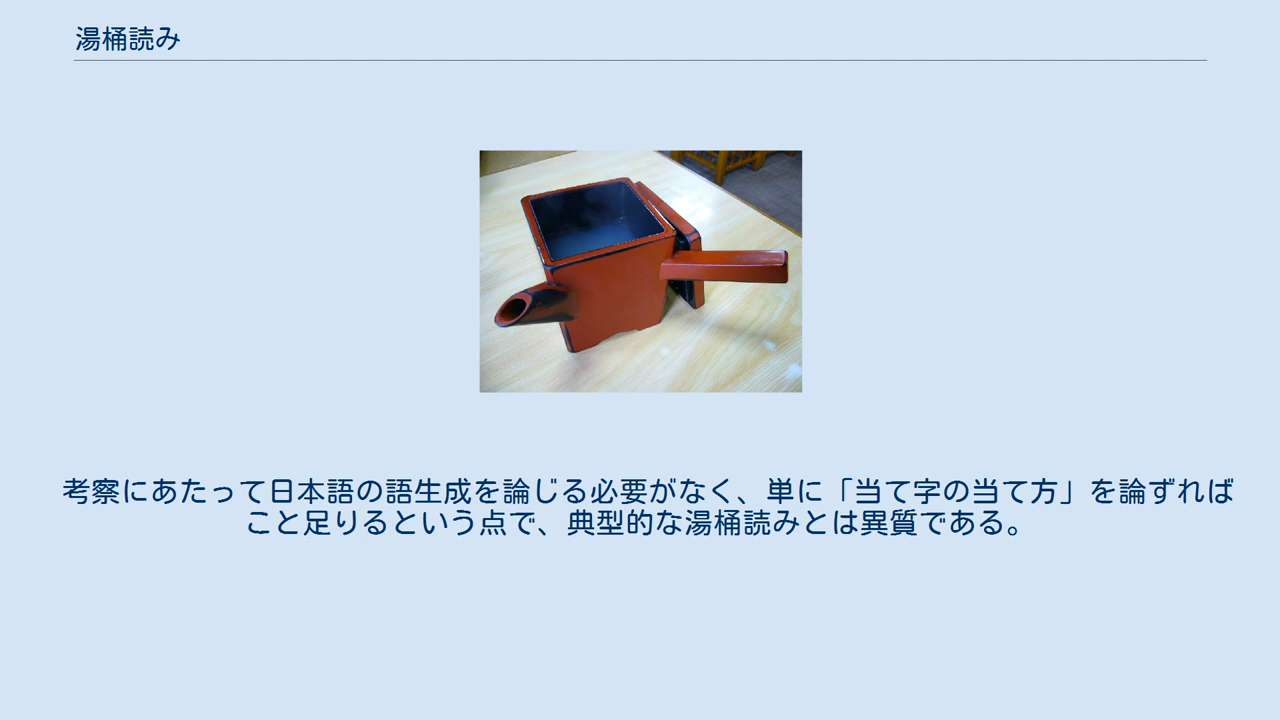 湯桶読み
考察にあたって日本語の語生成を論じる必要がなく、単に「当て字の当て方」を論ずれば
こと足りるという点で、典型的な湯桶読みとは異質である。